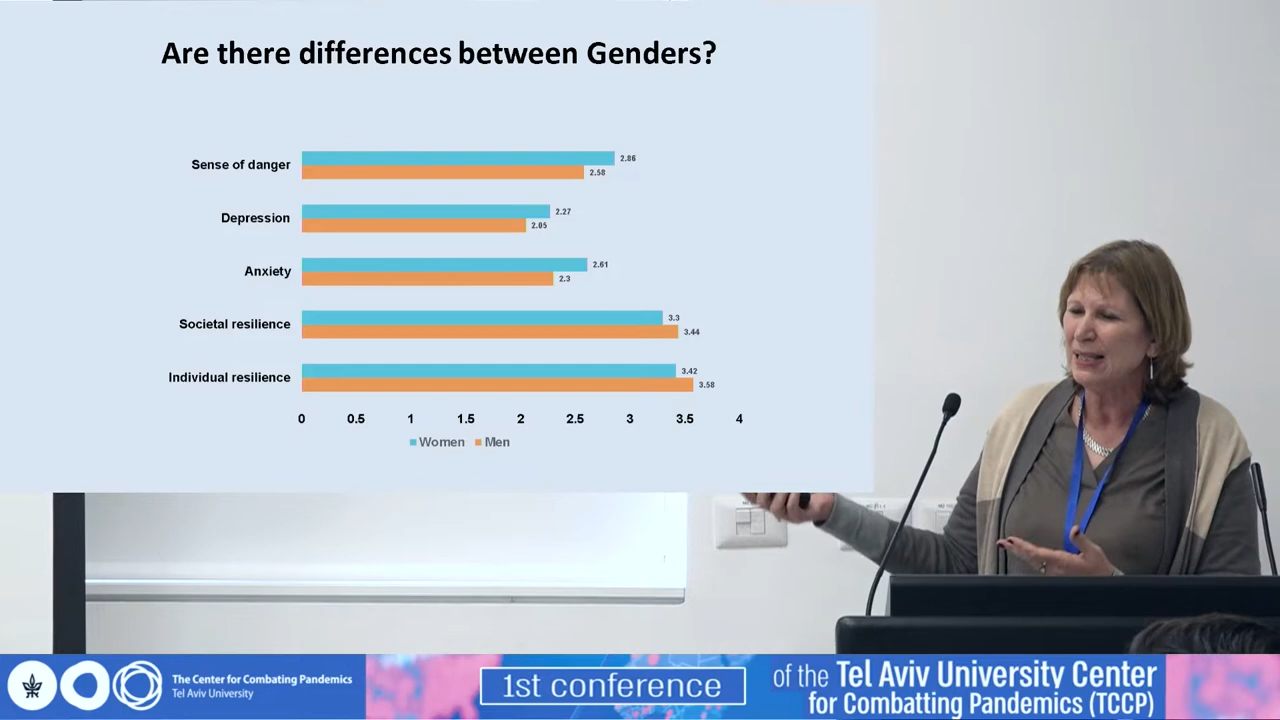 Are there differences between Genders?
Sense of danger
2.86
2.58
Depression
2.27
2.05
Anxiety
2.61
2.3
Societal resilience
3.3
3.44
Individual resilience
3.42
3.58
0 0.5 1 1.5 2 2.5 3 3.5 4
Women Men
The Center for Combating Pandemics
Tel Aviv University
1st conference
of the Tel Aviv University Center
for Combatting Pandemics (TCCP)